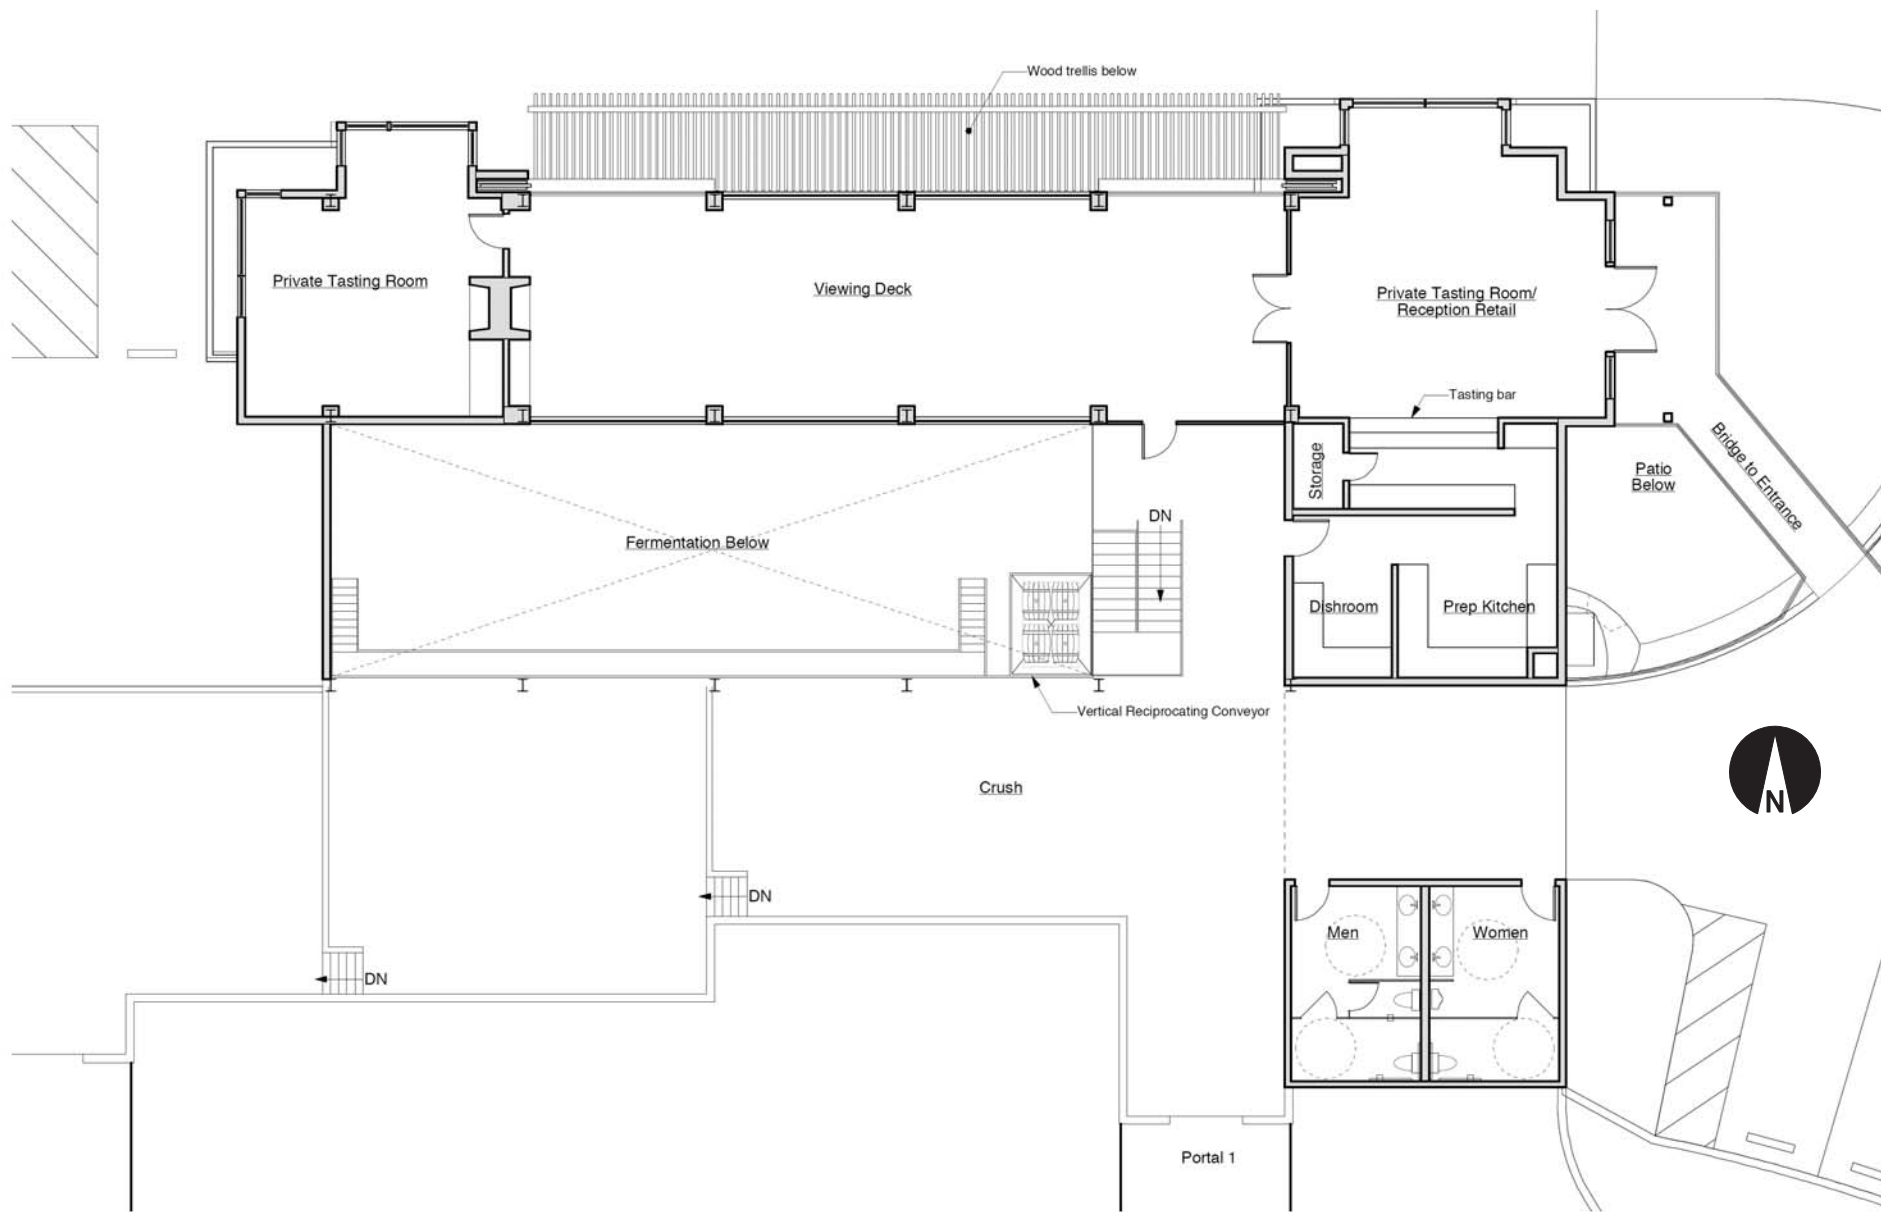 Wood trellis below
Private Tasting Room
Viewing Deck
Private Tasting Room/
Reception Retail
Tasting bar
Bridge to Entrance
Storage
Patio
Below
DN
Fermentation Below
Dishroom
Prep Kitchen
Vertical Reciprocating Conveyor
Crush
N
DN
Men
Women
DN
Portal 1